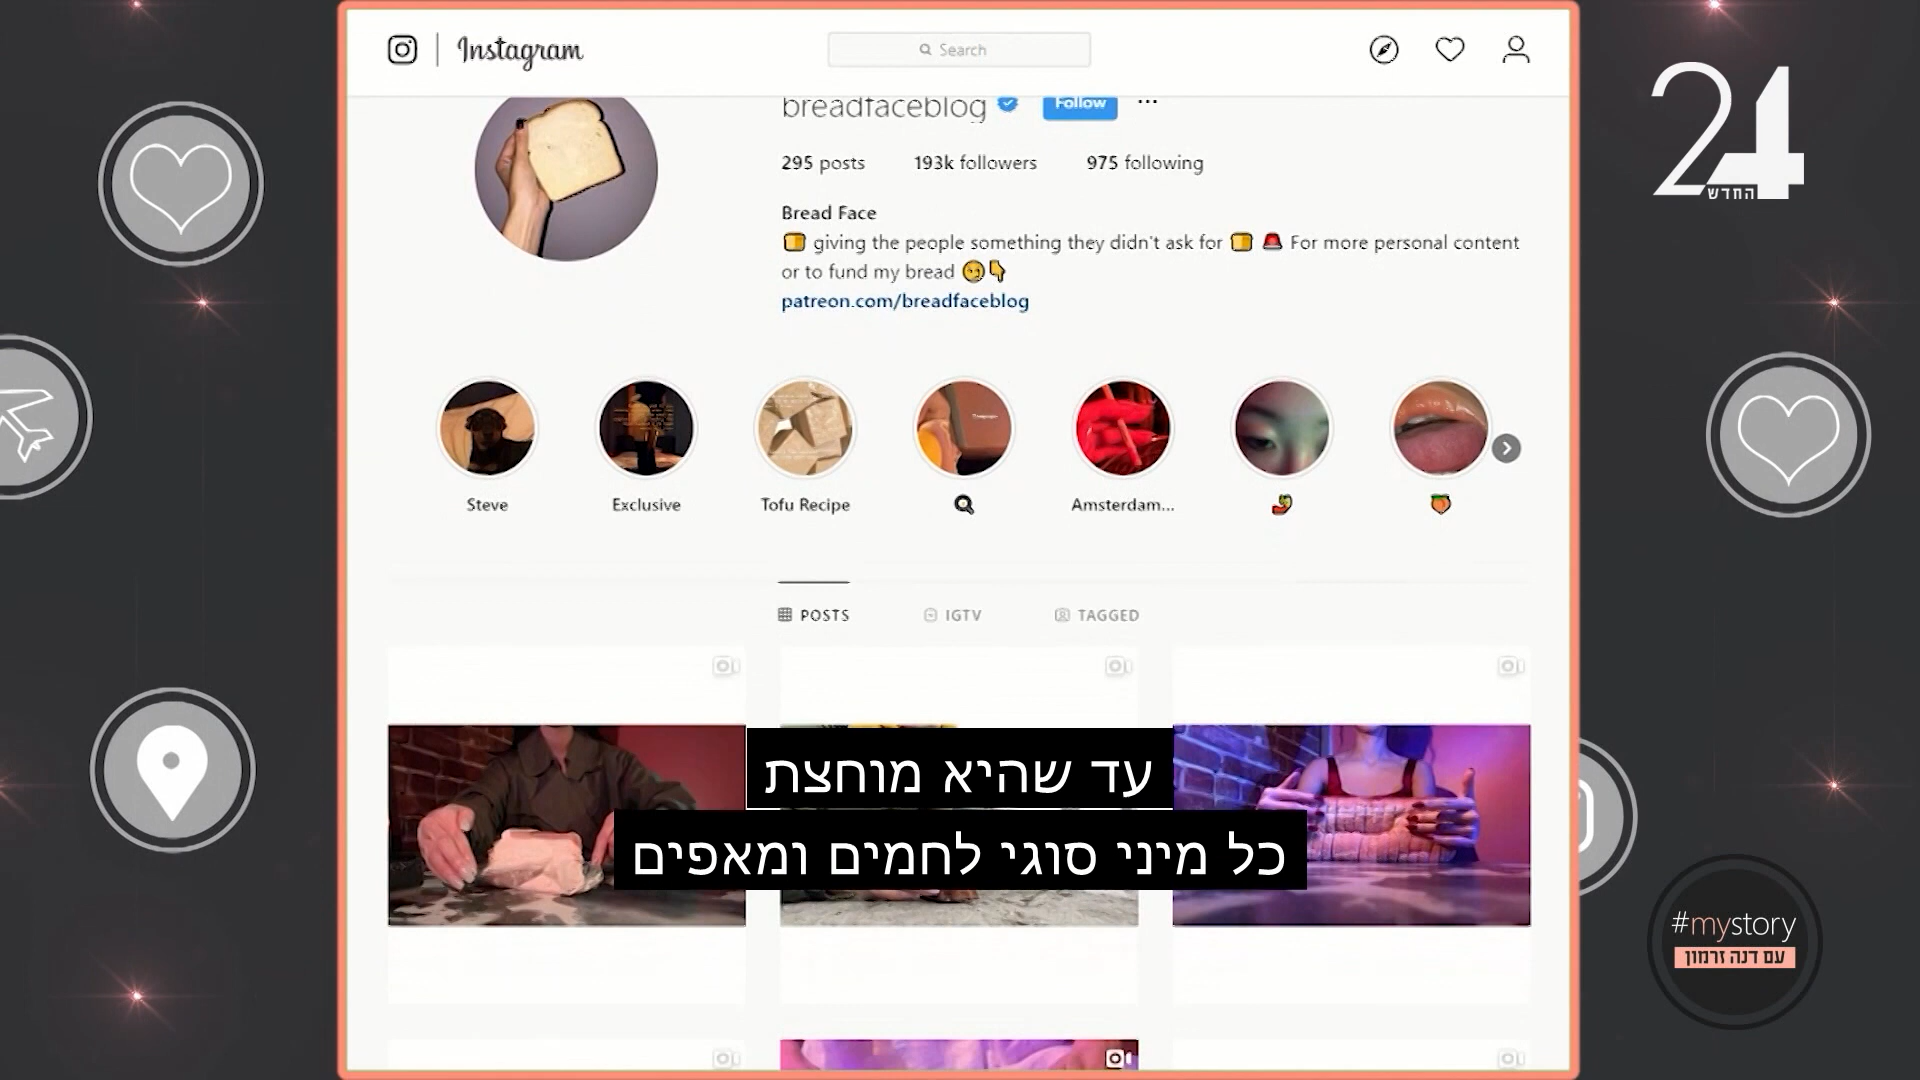 Instagram
Search
breadfaceblog
Follow
295 posts 193k followers 975 following
Bread Face
🍞 giving the people something they didn't ask for 🍞 🚨 For more personal content
or to fund my bread 😏👇
patreon.com/breadfaceblog
Steve
Exclusive
Tofu Recipe
Amsterdam...
POSTS
IGTV
TAGGED
עד שהיא מוחצת
כל מיני סוגי לחמים ומאפים
24
החדש
#mystory
עם דנה זרמון